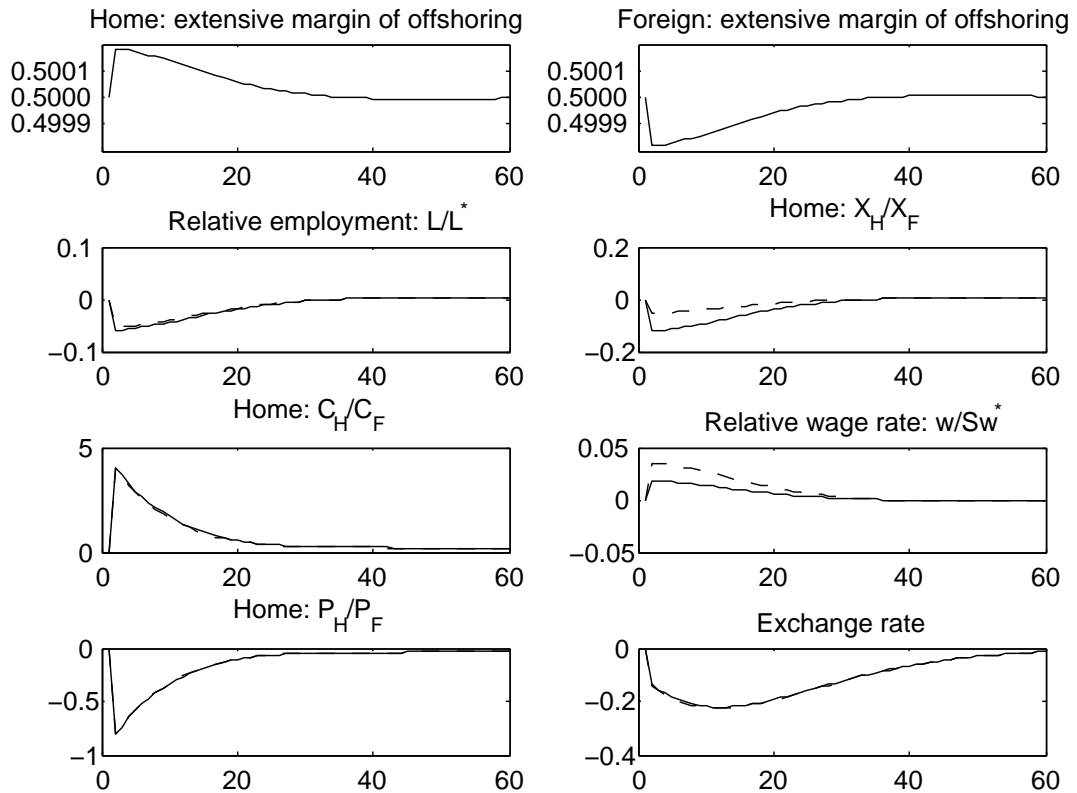 Home: extensive margin of offshoring
0.5001
0.5000
0.4999
0 20 40 60
Foreign: extensive margin of offshoring
0.5001
0.5000
0.4999
0 20 40 60
Relative employment: L/L*
0.1
0
−0.1
0 20 40 60
Home: X_H/X_F
0.2
0
−0.2
0 20 40 60
Home: C_H/C_F
5
0
0 20 40 60
Relative wage rate: w/Sw*
0.05
0
−0.05
0 20 40 60
Home: P_H/P_F
0
−0.5
−1
0 20 40 60
Exchange rate
0
−0.2
−0.4
0 20 40 60